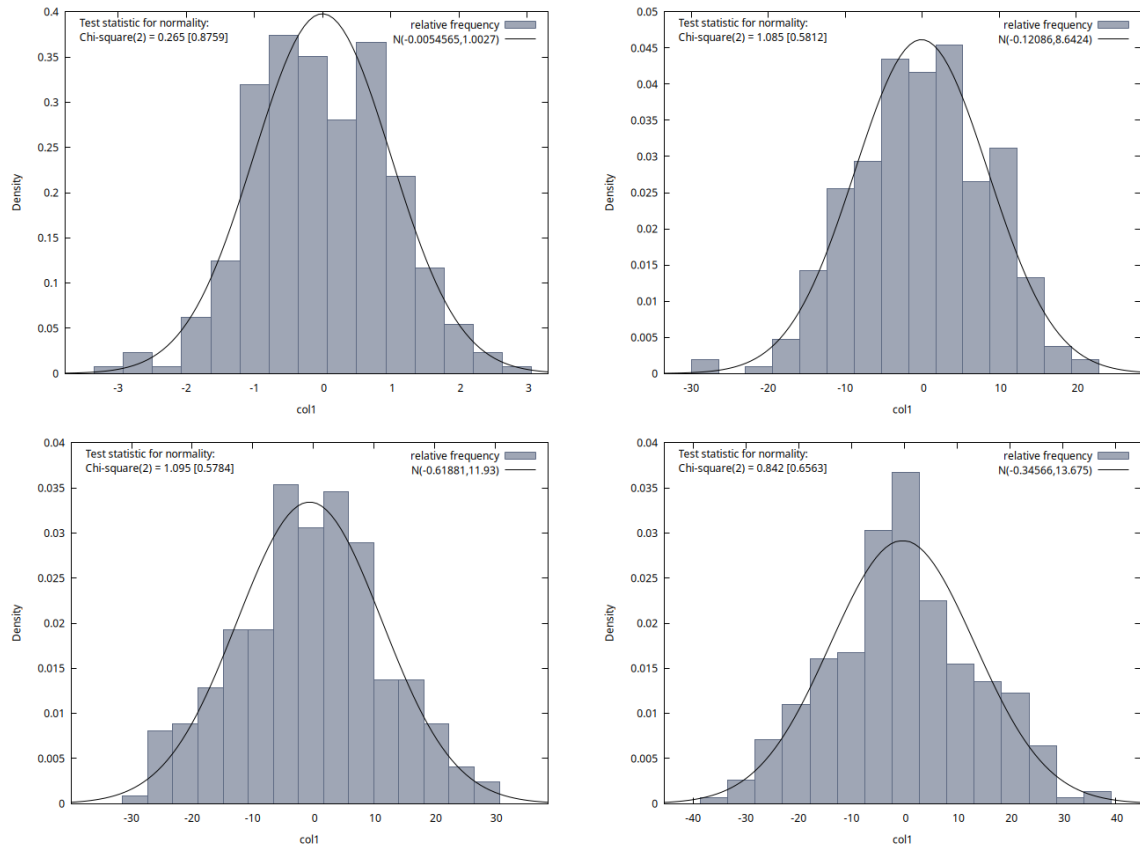 Test statistic for normality:
Chi-square(2) = 0.265 [0.8759]
relative frequency
N(-0.0054565,1.0027)
0.4
0.35
0.3
0.25
0.2
0.15
0.1
0.05
0
Density
-3 -2 -1 0 1 2 3
col1
Test statistic for normality:
Chi-square(2) = 1.085 [0.5812]
relative frequency
N(-0.12086,8.6424)
0.05
0.045
0.04
0.035
0.03
0.025
0.02
0.015
0.01
0.005
0
Density
-30 -20 -10 0 10 20
col1
Test statistic for normality:
Chi-square(2) = 1.095 [0.5784]
relative frequency
N(-0.61881,11.93)
0.04
0.035
0.03
0.025
0.02
0.015
0.01
0.005
0
Density
-30 -20 -10 0 10 20 30
col1
Test statistic for normality:
Chi-square(2) = 0.842 [0.6563]
relative frequency
N(-0.34566,13.675)
0.04
0.035
0.03
0.025
0.02
0.015
0.01
0.005
0
Density
-40 -30 -20 -10 0 10 20 30 40
col1